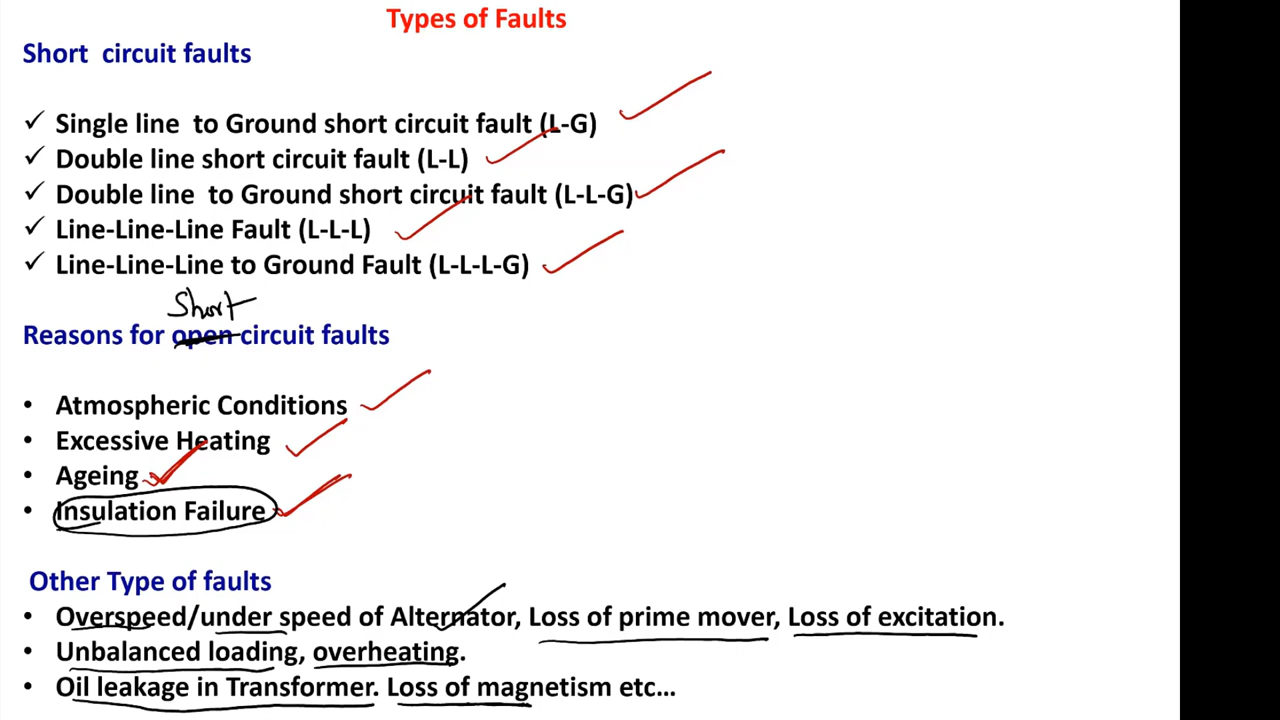 Types of Faults
Short circuit faults
✓ Single line to Ground short circuit fault (L-G)
✓ Double line short circuit fault (L-L)
✓ Double line to Ground short circuit fault (L-L-G)
✓ Line-Line-Line Fault (L-L-L)
✓ Line-Line-Line to Ground Fault (L-L-L-G)
Short
Reasons for open circuit faults
• Atmospheric Conditions
• Excessive Heating
• Ageing
• Insulation Failure
Other Type of faults
• Overspeed/under speed of Alternator, Loss of prime mover, Loss of excitation.
• Unbalanced loading, overheating.
• Oil leakage in Transformer. Loss of magnetism etc...